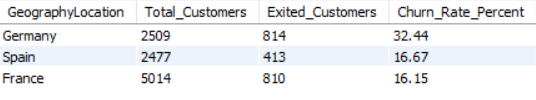 GeographyLocation Total_Customers Exited_Customers Churn_Rate_Percent
Germany 2509 814 32.44
Spain 2477 413 16.67
France 5014 810 16.15